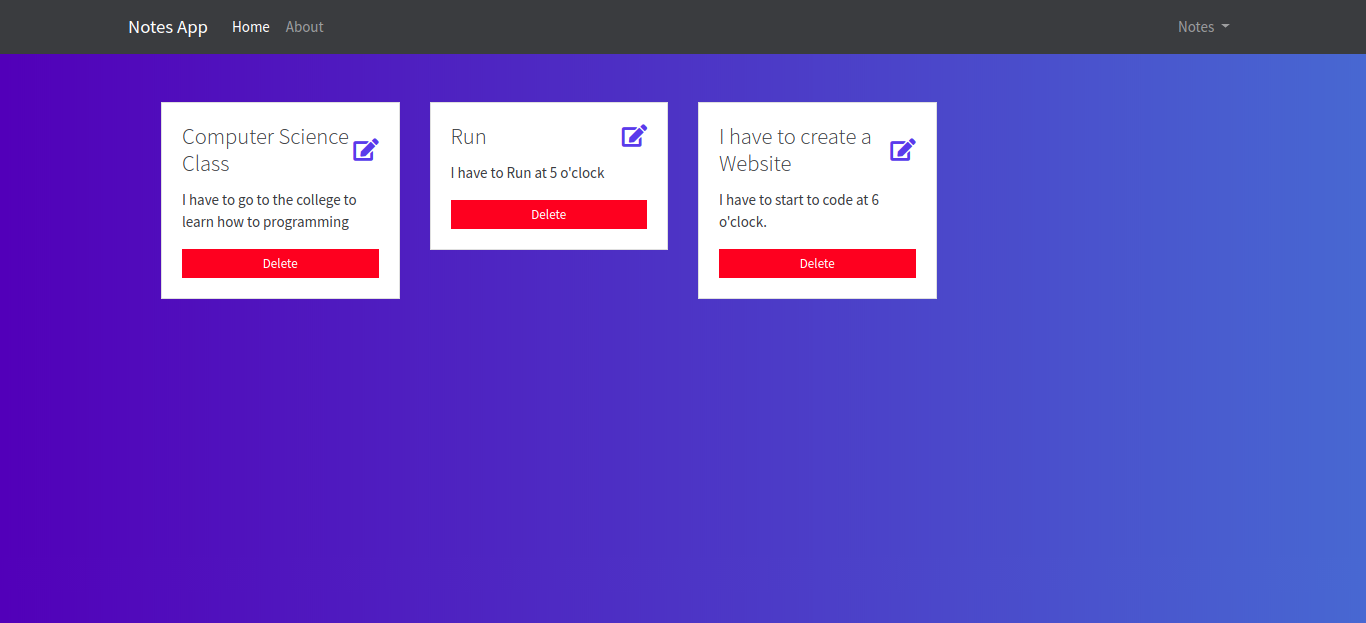 Notes App Home About Notes
Computer Science
Class
I have to go to the college to
learn how to programming
Delete
Run
I have to Run at 5 o'clock
Delete
I have to create a
Website
I have to start to code at 6
o'clock.
Delete